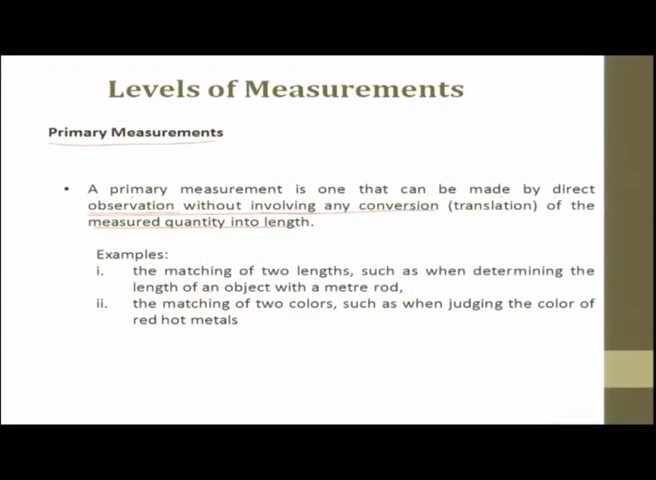 Levels of Measurements
Primary Measurements
• A primary measurement is one that can be made by direct
observation without involving any conversion (translation) of the
measured quantity into length.
Examples:
i. the matching of two lengths, such as when determining the
length of an object with a metre rod,
ii. the matching of two colors, such as when judging the color of
red hot metals